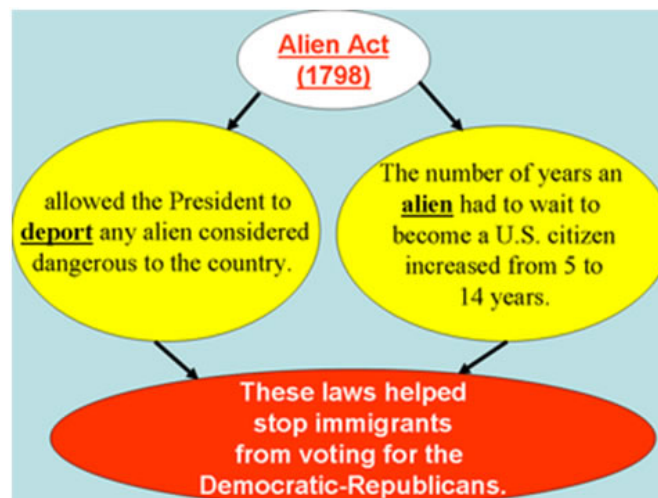 Alien Act
(1798)
allowed the President to
deport any alien considered
dangerous to the country.
The number of years an
alien had to wait to
become a U.S. citizen
increased from 5 to
14 years.
These laws helped
stop immigrants
from voting for the
Democratic-Republicans.